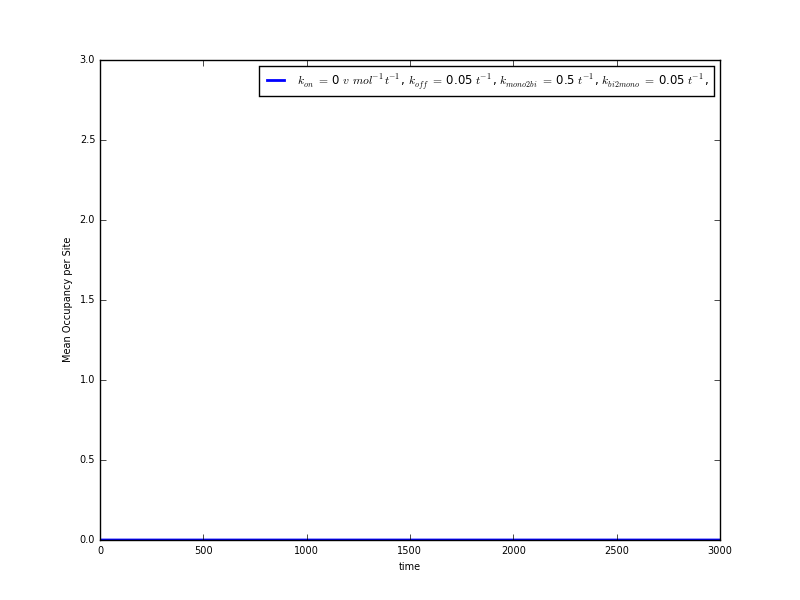 3.0
k_on = 0 v mol^−1 t^−1, k_off = 0.05 t^−1, k_mono2bi = 0.5 t^−1, k_bi2mono = 0.05 t^−1,
2.5
2.0
Mean Occupancy per Site
1.5
1.0
0.5
0.0
0 500 1000 1500 2000 2500 3000
time